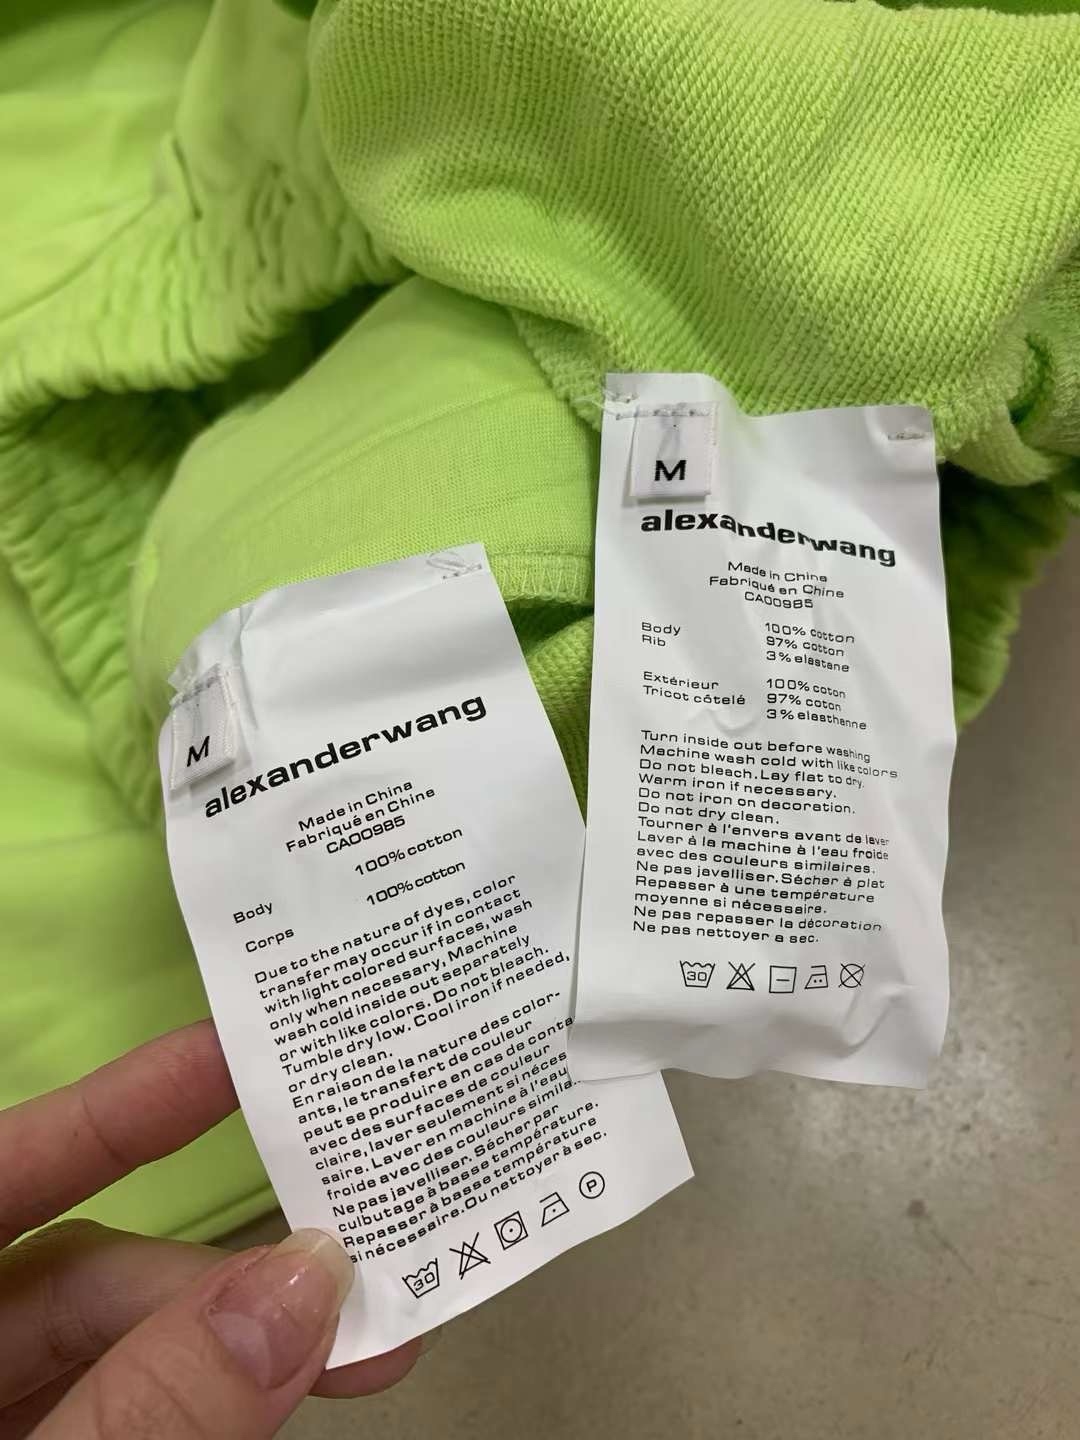 M
alexanderwang
Made in China
Fabriqué en Chine
CA00985
100% cotton
Body
100% cotton
Corps
Due to the nature of dyes, color
transfer may occur if in contact
with light colored surfaces, wash
only when necessary, Machine
wash cold inside out separately
or with like colors. Do not bleach.
Tumble dry low. Cool iron if needed,
or dry clean.
En raison de la nature des color-
ants, le transfert de couleur
peut se produire en cas de conta
avec des surfaces de couleur
claire, laver seulement si néces
saire. Laver en machine à l'eau
froide avec des couleurs simila
Ne pas javelliser. Sécher par
culbutage à basse température.
Repasser à basse température
si nécessaire. Ou nettoyer à sec.
30
P
M
alexanderwang
Made in China
Fabriqué en Chine
CA00985
Body 100% cotton
Rib 97% cotton
3% elastane
Extérieur 100% coton
Tricot côtelé 97% coton
3% elasthanne
Turn inside out before washing
Machine wash cold with like colors
Do not bleach. Lay flat to dry.
Warm iron if necessary.
Do not iron on decoration.
Do not dry clean.
Tourner à l'envers avant de laver
Laver à la machine à l'eau froide
avec des couleurs similaires.
Ne pas javelliser. Sécher à plat
Repasser à une température
moyenne si nécessaire.
Ne pas repasser la décoration
Ne pas nettoyer a sec.
30